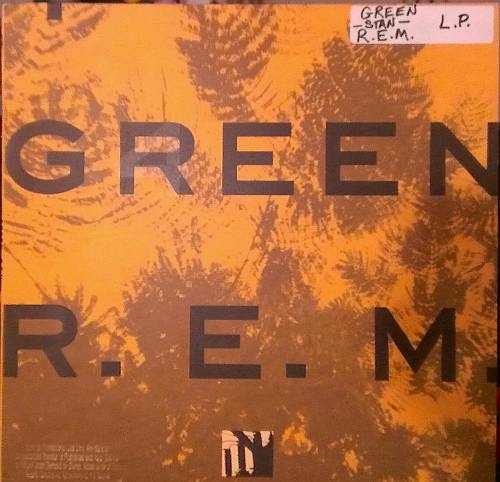 GREEN
-STAN-
R.E.M.
L.P.
GREEN
R.E.M.